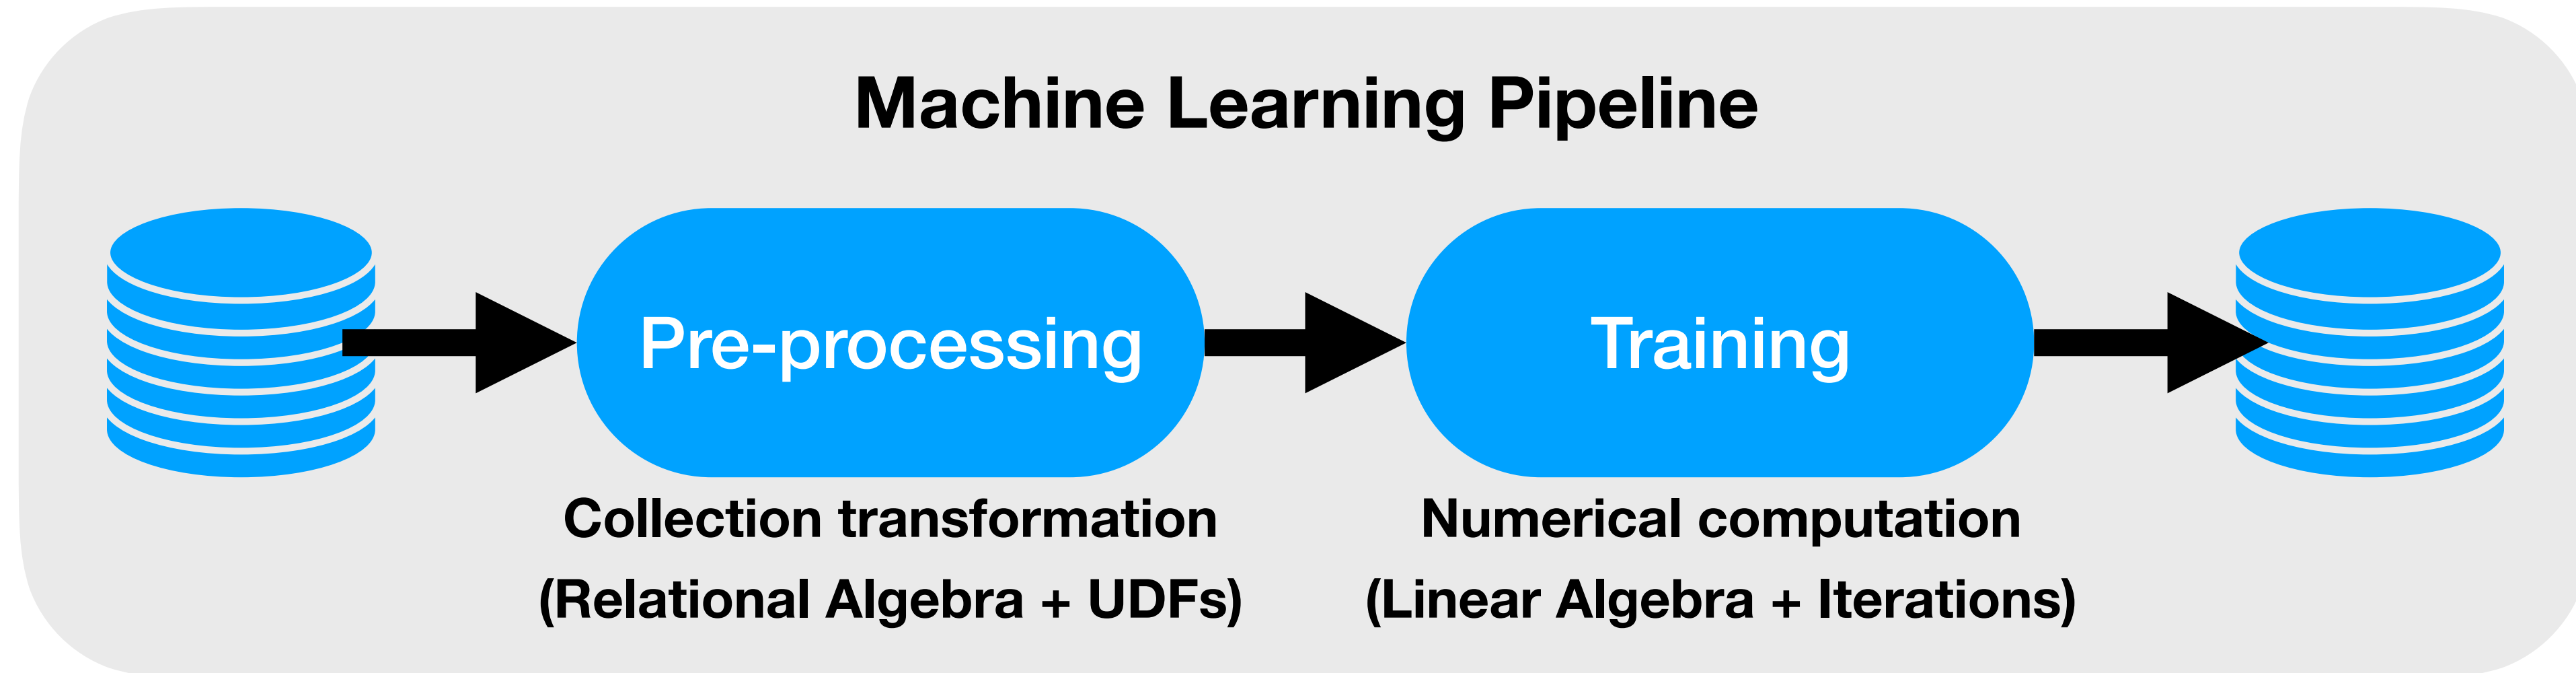 Machine Learning Pipeline
Pre-processing
Training
Collection transformation
(Relational Algebra + UDFs)
Numerical computation
(Linear Algebra + Iterations)